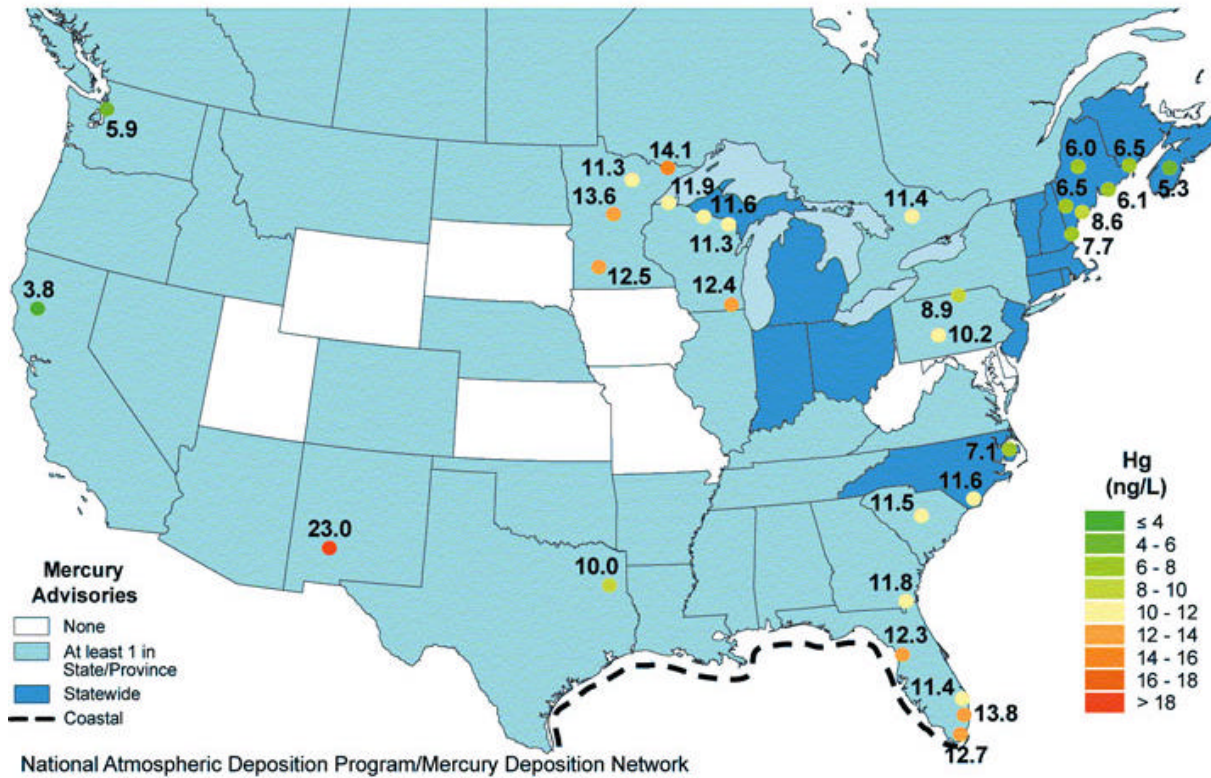 5.9
3.8
11.3
14.1
13.6
11.9
11.6
11.3
12.5
12.4
11.4
6.0
6.5
6.5
5.3
6.1
8.6
7.7
8.9
10.2
7.1
11.6
11.5
23.0
10.0
11.8
12.3
11.4
13.8
12.7
Mercury
Advisories
None
At least 1 in
State/Province
Statewide
Coastal
Hg
(ng/L)
≤ 4
4 - 6
6 - 8
8 - 10
10 - 12
12 - 14
14 - 16
16 - 18
> 18
National Atmospheric Deposition Program/Mercury Deposition Network